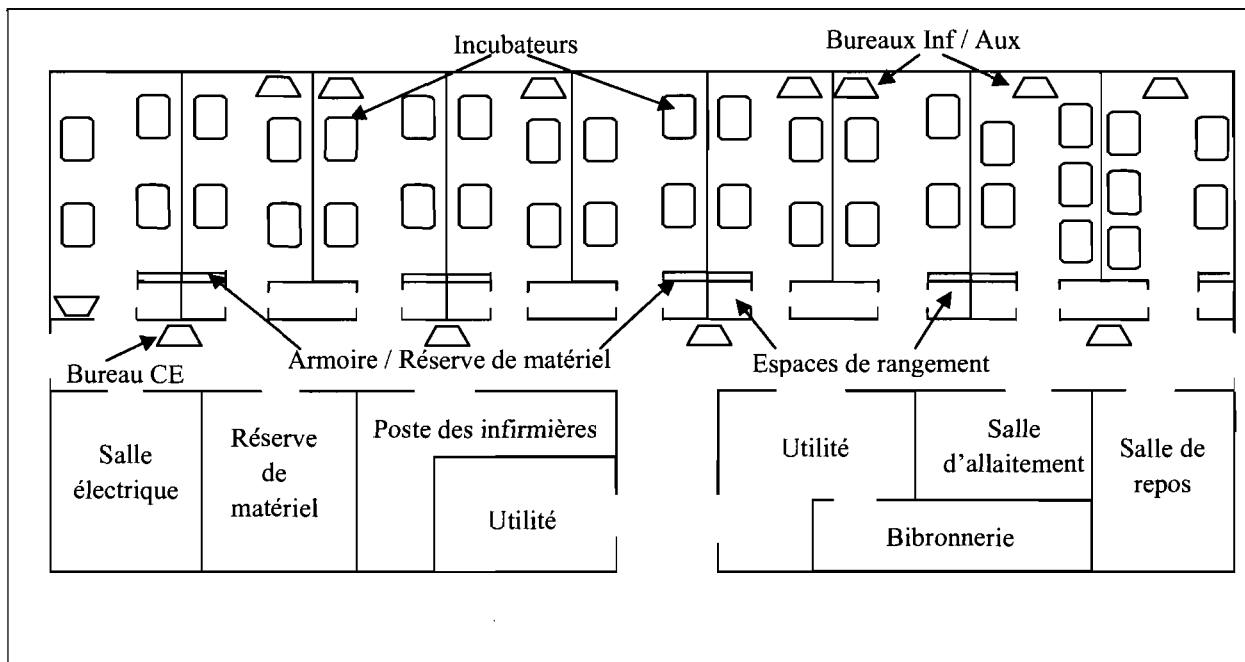 Incubateurs
Bureaux Inf / Aux
Armoire / Réserve de matériel
Espaces de rangement
Bureau CE
Salle
électrique
Réserve
de
matériel
Poste des infirmières
Utilité
Utilité
Salle
d'allaitement
Salle de
repos
Bibronnerie